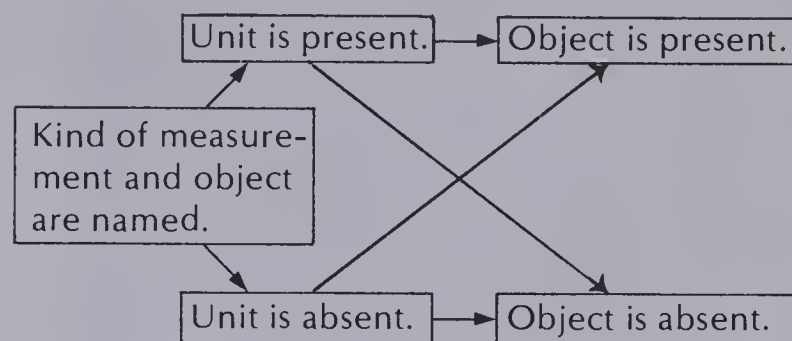 Unit is present.
Object is present.
Kind of measure-
ment and object
are named.
Unit is absent.
Object is absent.